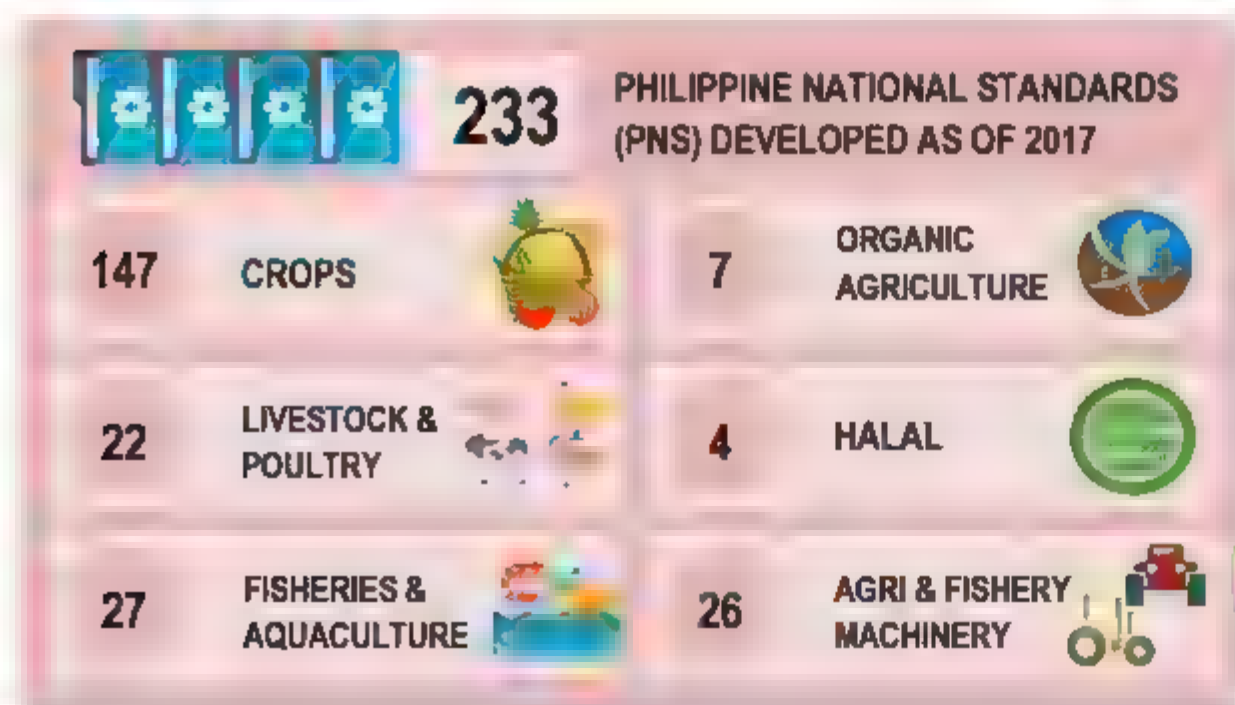 233
PHILIPPINE NATIONAL STANDARDS
(PNS) DEVELOPED AS OF 2017
147 CROPS
7 ORGANIC
AGRICULTURE
22 LIVESTOCK &
POULTRY
4 HALAL
27 FISHERIES &
AQUACULTURE
26 AGRI & FISHERY
MACHINERY